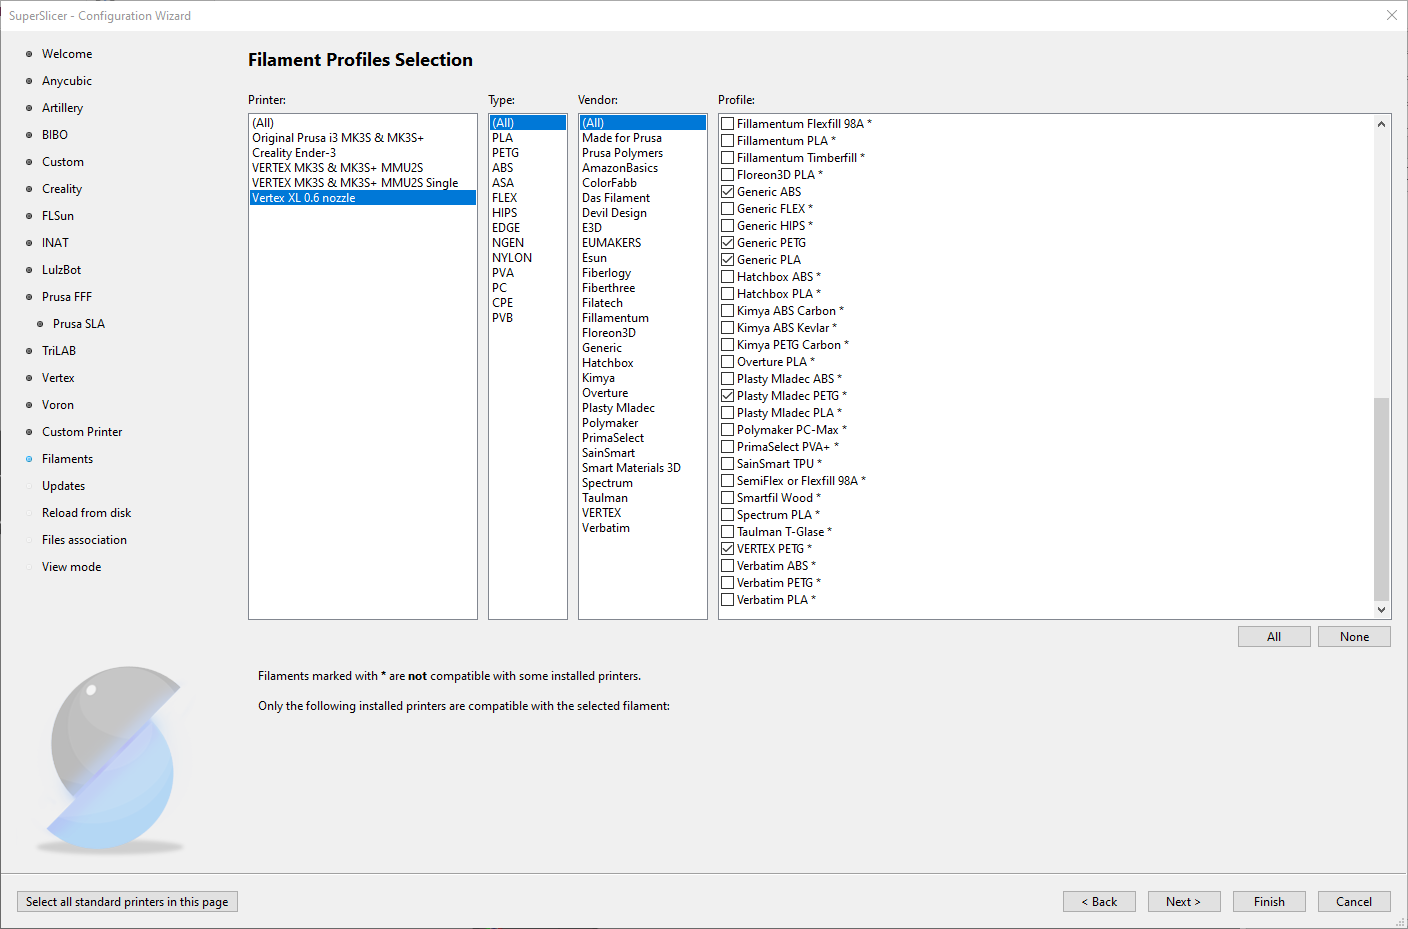 SuperSlicer - Configuration Wizard
Welcome
Anycubic
Artillery
BIBO
Custom
Creality
FLSun
INAT
LulzBot
Prusa FFF
Prusa SLA
TriLAB
Vertex
Voron
Custom Printer
Filaments
Updates
Reload from disk
Files association
View mode
Filament Profiles Selection
Printer:
(All)
Original Prusa i3 MK3S & MK3S+
Creality Ender-3
VERTEX MK3S & MK3S+ MMU2S
VERTEX MK3S & MK3S+ MMU2S Single
Vertex XL 0.6 nozzle
Type:
(All)
PLA
PETG
ABS
ASA
FLEX
HIPS
EDGE
NGEN
NYLON
PVA
PC
CPE
PVB
Vendor:
(All)
Made for Prusa
Prusa Polymers
AmazonBasics
ColorFabb
Das Filament
Devil Design
E3D
EUMAKERS
Esun
Fiberlogy
Fiberthree
Filatech
Fillamentum
Floreon3D
Generic
Hatchbox
Kimya
Overture
Plasty Mladec
Polymaker
PrimaSelect
SainSmart
Smart Materials 3D
Spectrum
Taulman
VERTEX
Verbatim
Profile:
Fillamentum Flexfill 98A *
Fillamentum PLA *
Fillamentum Timberfill *
Floreon3D PLA *
Generic ABS
Generic FLEX *
Generic HIPS *
Generic PETG
Generic PLA
Hatchbox ABS *
Hatchbox PLA *
Kimya ABS Carbon *
Kimya ABS Kevlar *
Kimya PETG Carbon *
Overture PLA *
Plasty Mladec ABS *
Plasty Mladec PETG *
Plasty Mladec PLA *
Polymaker PC-Max *
PrimaSelect PVA+ *
SainSmart TPU *
SemiFlex or Flexfill 98A *
Smartfil Wood *
Spectrum PLA *
Taulman T-Glase *
VERTEX PETG *
Verbatim ABS *
Verbatim PETG *
Verbatim PLA *
All
None
Filaments marked with * are not compatible with some installed printers.
Only the following installed printers are compatible with the selected filament:
Select all standard printers in this page
< Back
Next >
Finish
Cancel